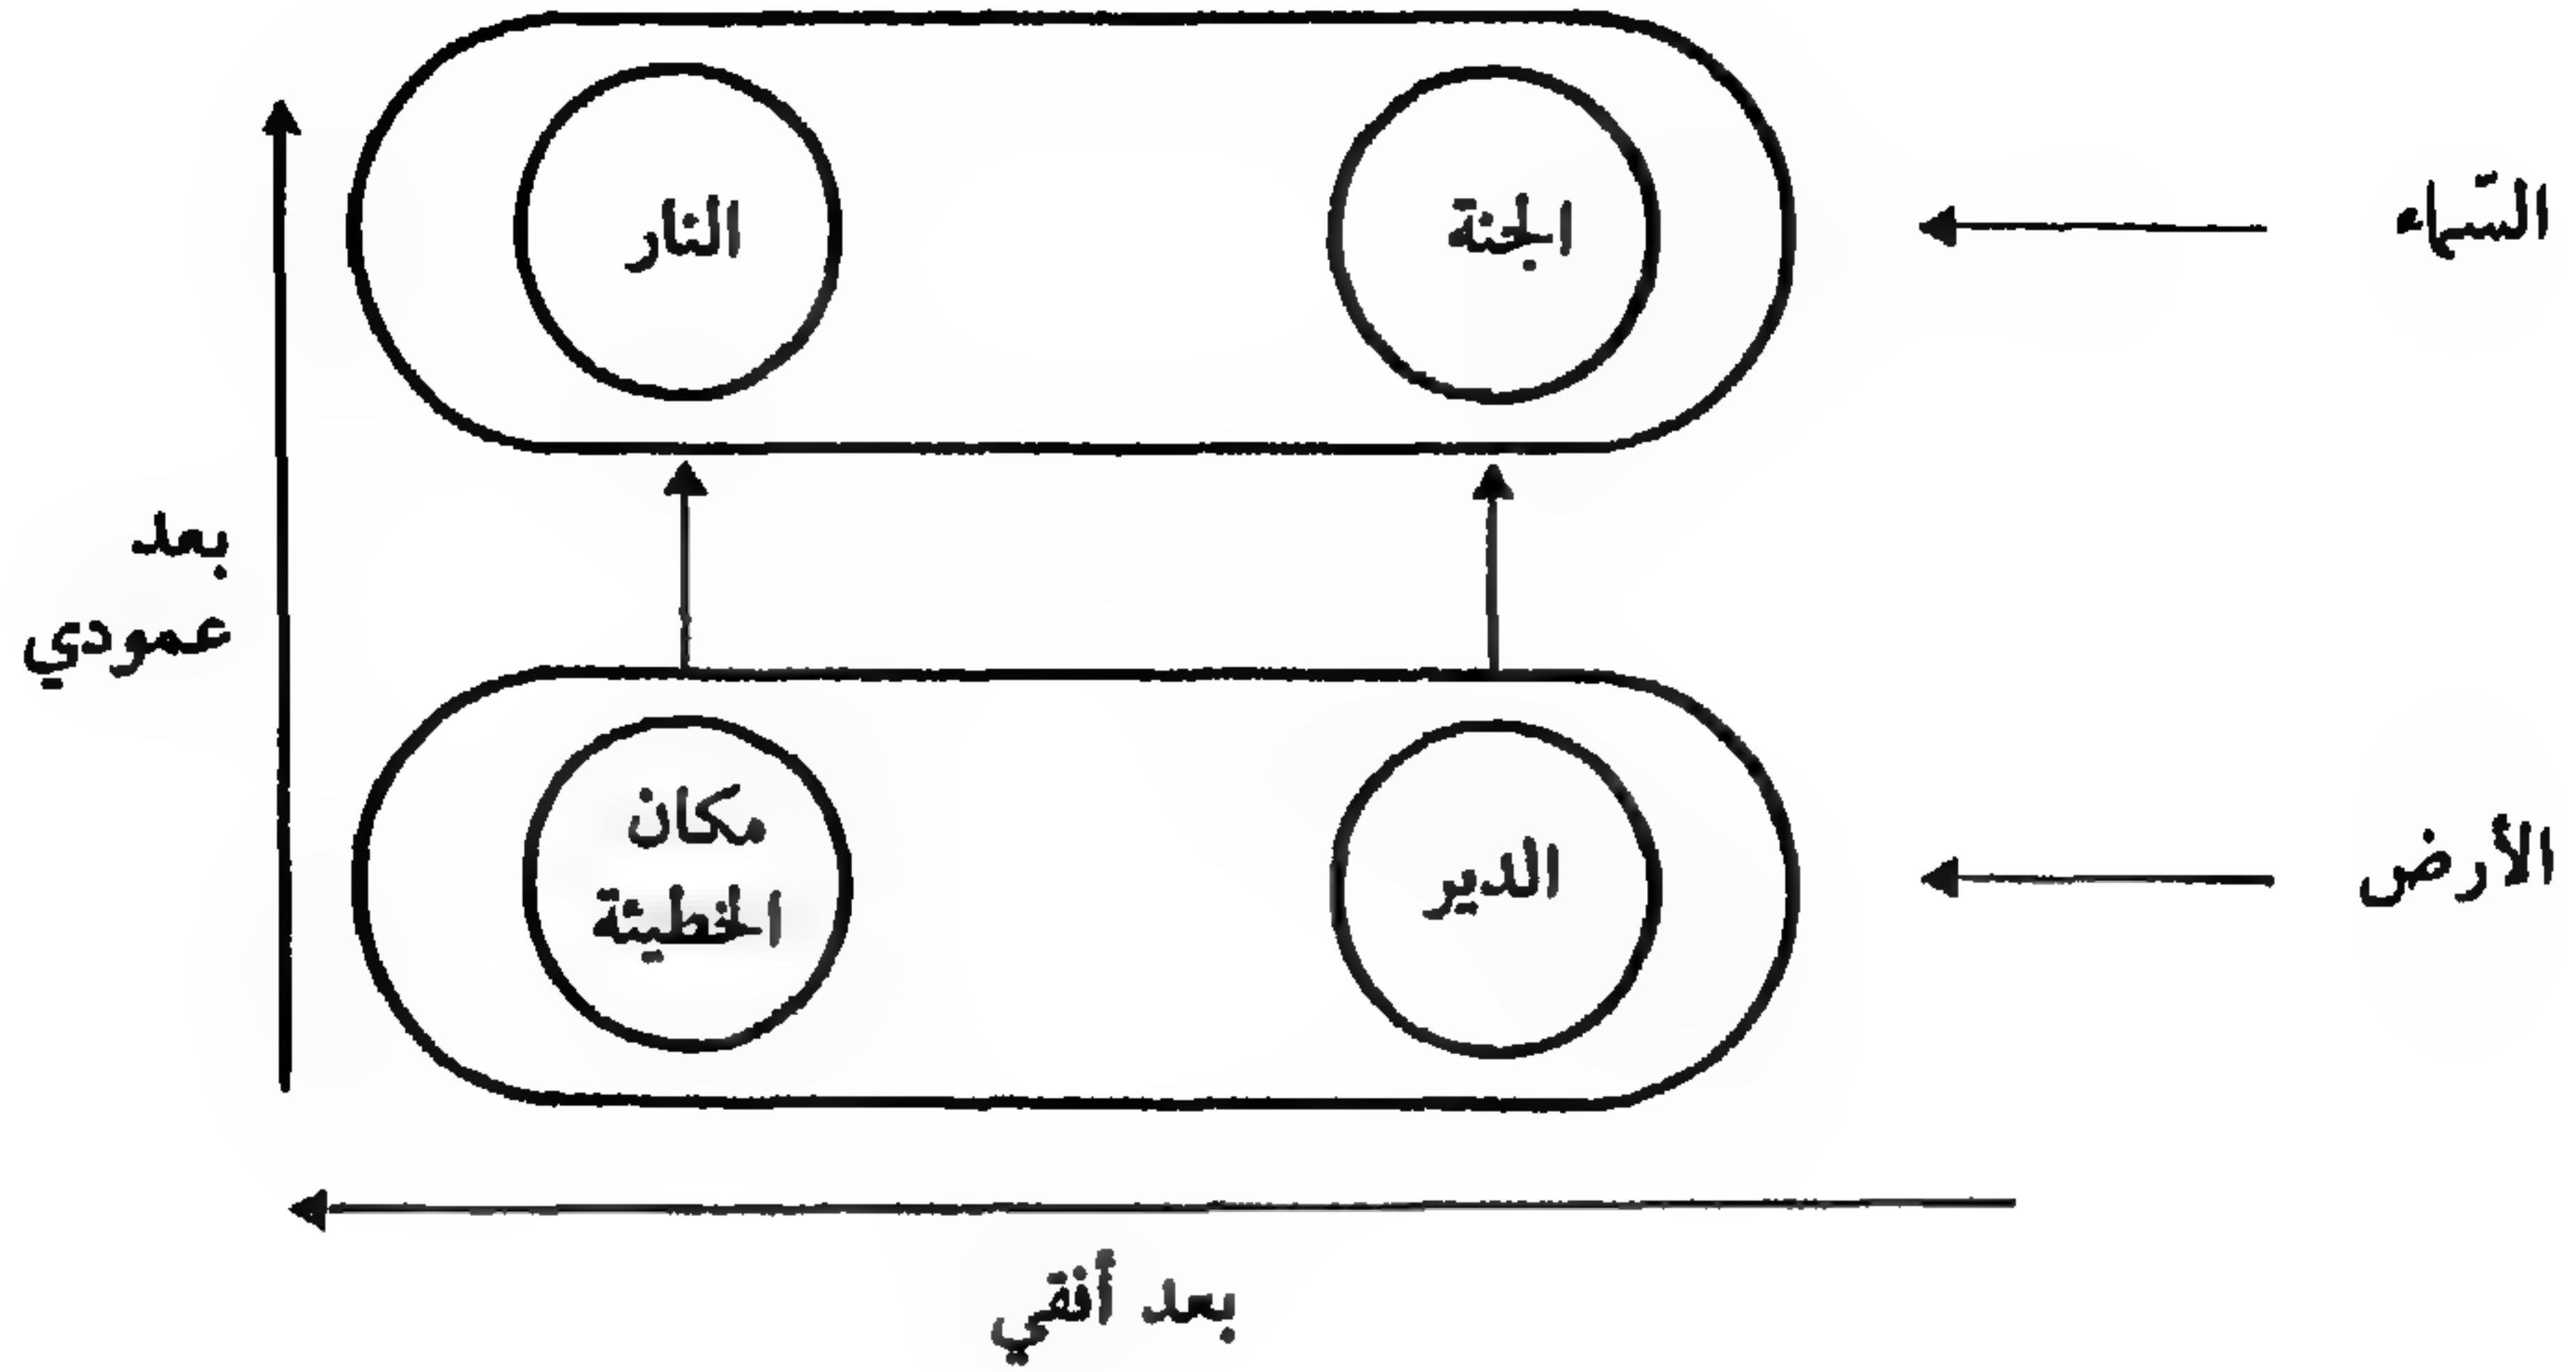 السّماء
الجنة
النار
بعد
عمودي
الأرض
الدير
مكان
الخطيئة
بعد أفقي